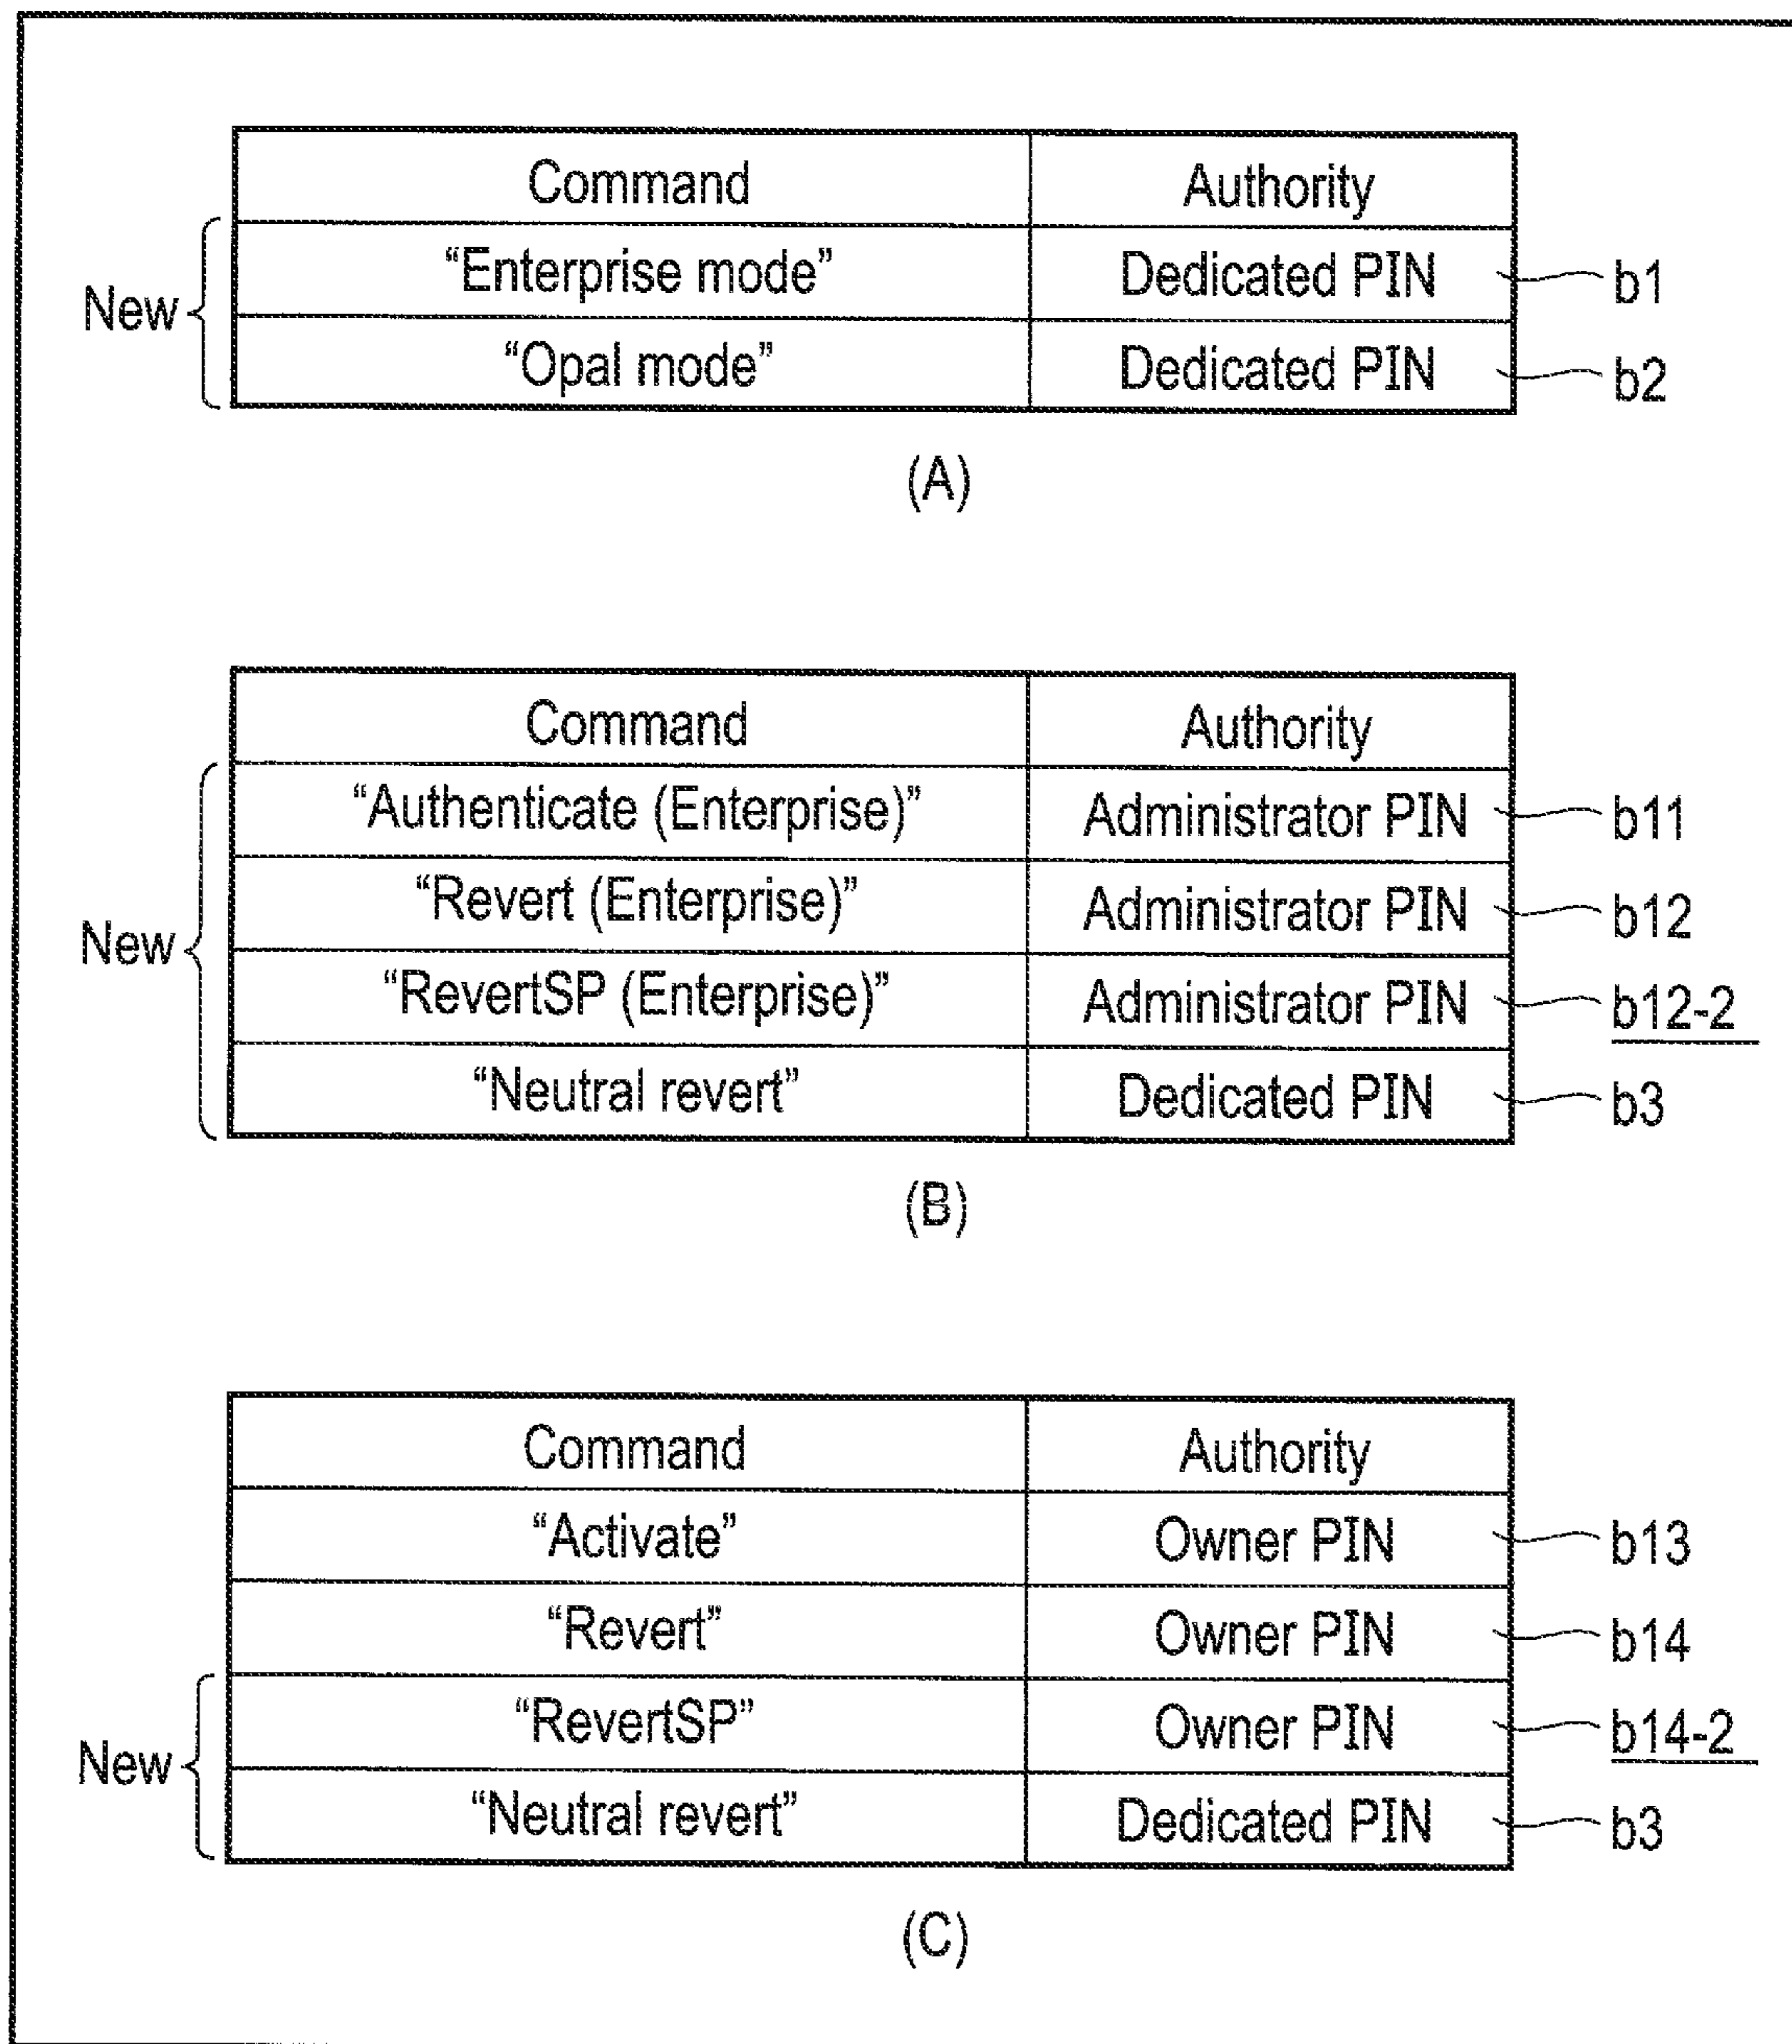 Command Authority
"Enterprise mode" Dedicated PIN b1
New
"Opal mode" Dedicated PIN b2
(A)
Command Authority
“Authenticate (Enterprise)” Administrator PIN b11
“Revert (Enterprise)” Administrator PIN b12
New
“RevertSP (Enterprise)” Administrator PIN b12-2
“Neutral revert” Dedicated PIN b3
(B)
Command Authority
“Activate” Owner PIN b13
“Revert” Owner PIN b14
“RevertSP” Owner PIN b14-2
New
“Neutral revert” Dedicated PIN b3
(C)